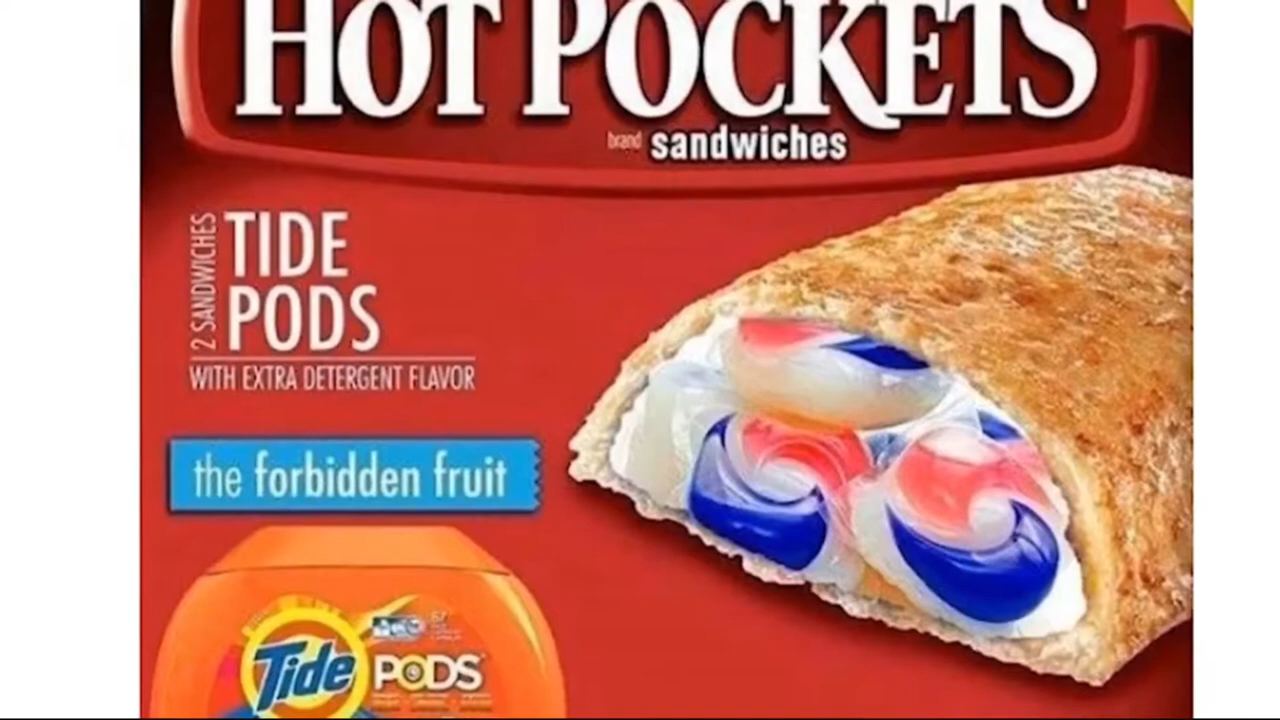 HOT POCKETS
brand sandwiches
2 SANDWICHES
TIDE
PODS
WITH EXTRA DETERGENT FLAVOR
the forbidden fruit
Tide PODS